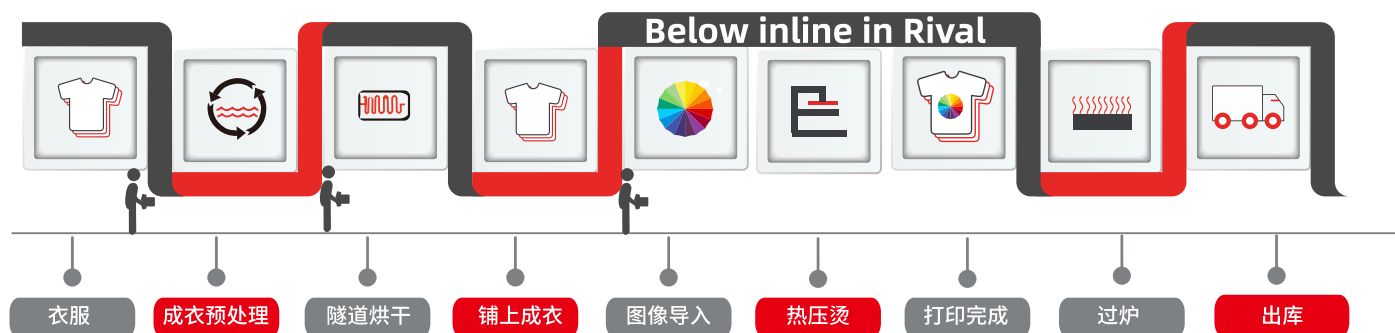 Below inline in Rival
衣服
成衣预处理
隧道烘干
铺上成衣
图像导入
热压烫
打印完成
过炉
出库